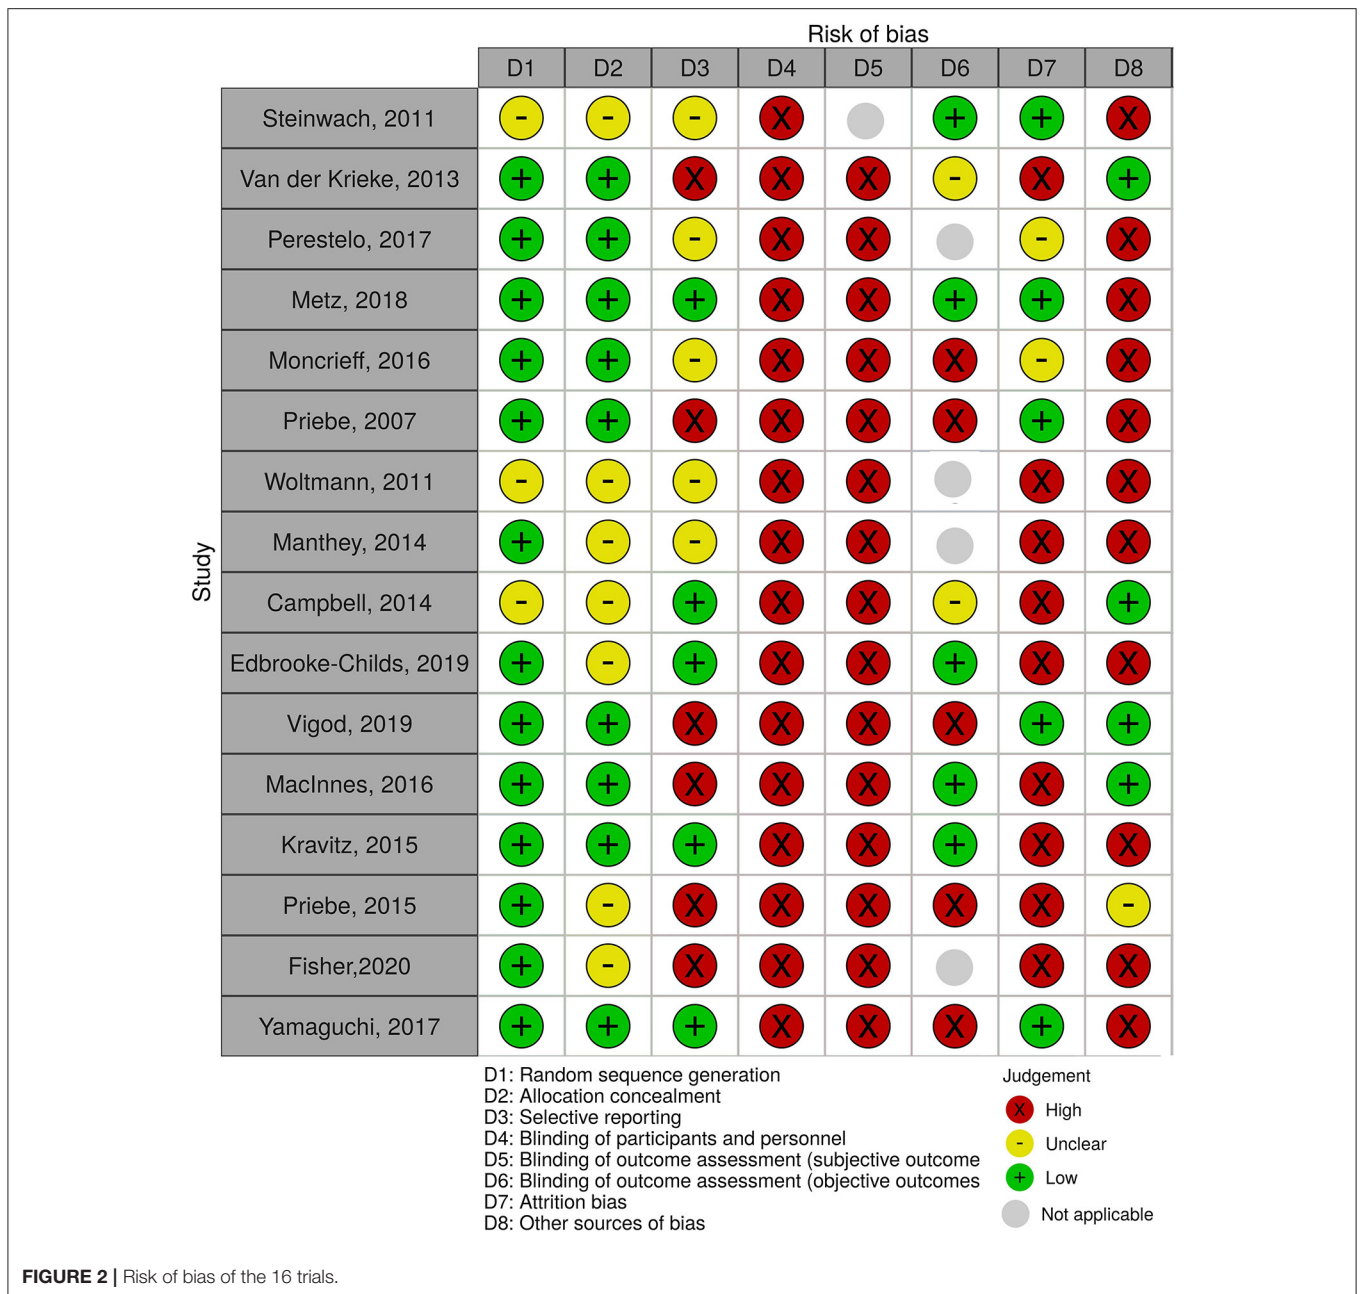 Risk of bias
D1 D2 D3 D4 D5 D6 D7 D8
Study
Steinwach, 2011 - - - X + + X
Van der Krieke, 2013 + + X X X - X +
Perestelo, 2017 + + - X X - X
Metz, 2018 + + + X X + + X
Moncrieff, 2016 + + - X X X - X
Priebe, 2007 + + X X X X + X
Woltmann, 2011 - - - X X X X
Manthey, 2014 + - - X X X X
Campbell, 2014 - - + X X - X +
Edbrooke-Childs, 2019 + - + X X + X X
Vigod, 2019 + + X X X X + +
MacInnes, 2016 + + X X X + X +
Kravitz, 2015 + + + X X + X X
Priebe, 2015 + - X X X X X -
Fisher,2020 + - X X X X X
Yamaguchi, 2017 + + + X X X + X
D1: Random sequence generation
D2: Allocation concealment
D3: Selective reporting
D4: Blinding of participants and personnel
D5: Blinding of outcome assessment (subjective outcome
D6: Blinding of outcome assessment (objective outcomes
D7: Attrition bias
D8: Other sources of bias
Judgement
X High
- Unclear
+ Low
Not applicable
FIGURE 2 | Risk of bias of the 16 trials.